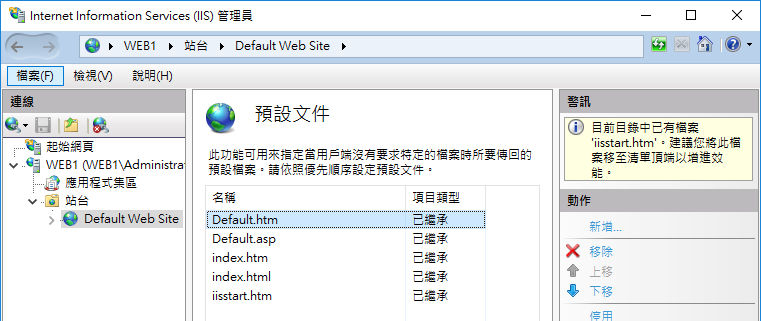 Internet Information Services (IIS) 管理員
WEB1 站台 Default Web Site
檔案(F) 檢視(V) 說明(H)
連線
起始網頁
WEB1 (WEB1\Administra
應用程式集區
站台
Default Web Site
預設文件
此功能可用來指定當用戶端沒有要求特定的檔案時所要傳回的
預設檔案。請依照優先順序設定預設文件。
名稱 項目類型
Default.htm 已繼承
Default.asp 已繼承
index.htm 已繼承
index.html 已繼承
iisstart.htm 已繼承
警訊
目前目錄中已有檔案
'iisstart.htm'。建議您將此檔
案移至清單頂端以增進效
能。
動作
新增...
移除
上移
下移
停用